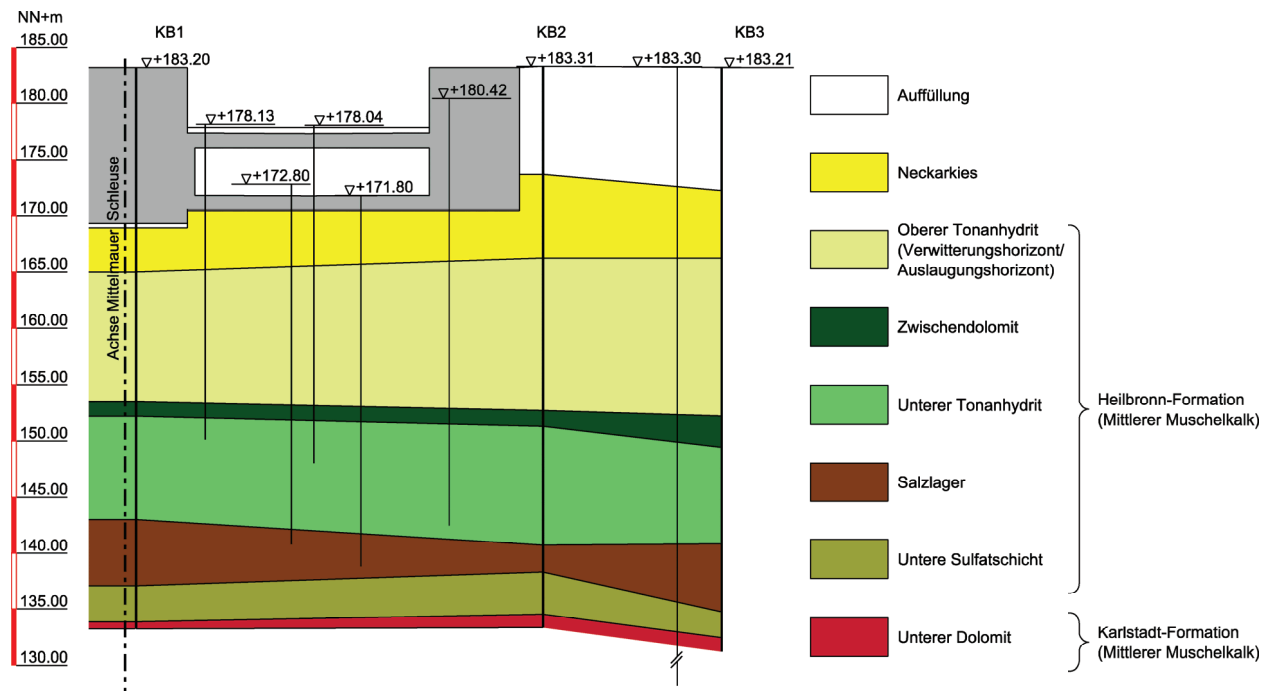 NN+m
KB1
KB2
KB3
185.00
180.00
175.00
170.00
165.00
160.00
155.00
150.00
145.00
140.00
135.00
130.00
+183.20
+183.31
+183.30
+183.21
+180.42
+178.13
+178.04
+172.80
+171.80
Achse Mittelmauer Schleuse
Auffüllung
Neckarkies
Oberer Tonanhydrit
(Verwitterungshorizont/
Auslaugungshorizont)
Zwischendolomit
Unterer Tonanhydrit
Salzlager
Untere Sulfatschicht
Unterer Dolomit
Heilbronn-Formation
(Mittlerer Muschelkalk)
Karlstadt-Formation
(Mittlerer Muschelkalk)